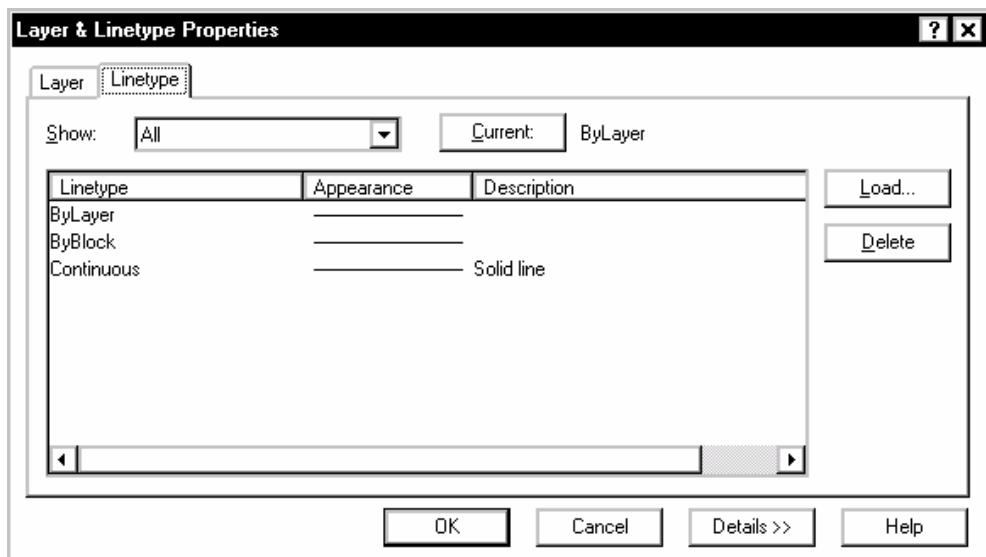 Layer & Linetype Properties
Layer Linetype
Show: All Current: ByLayer
Linetype Appearance Description
Load...
ByLayer
ByBlock
Delete
Continuous Solid line
OK Cancel Details >> Help